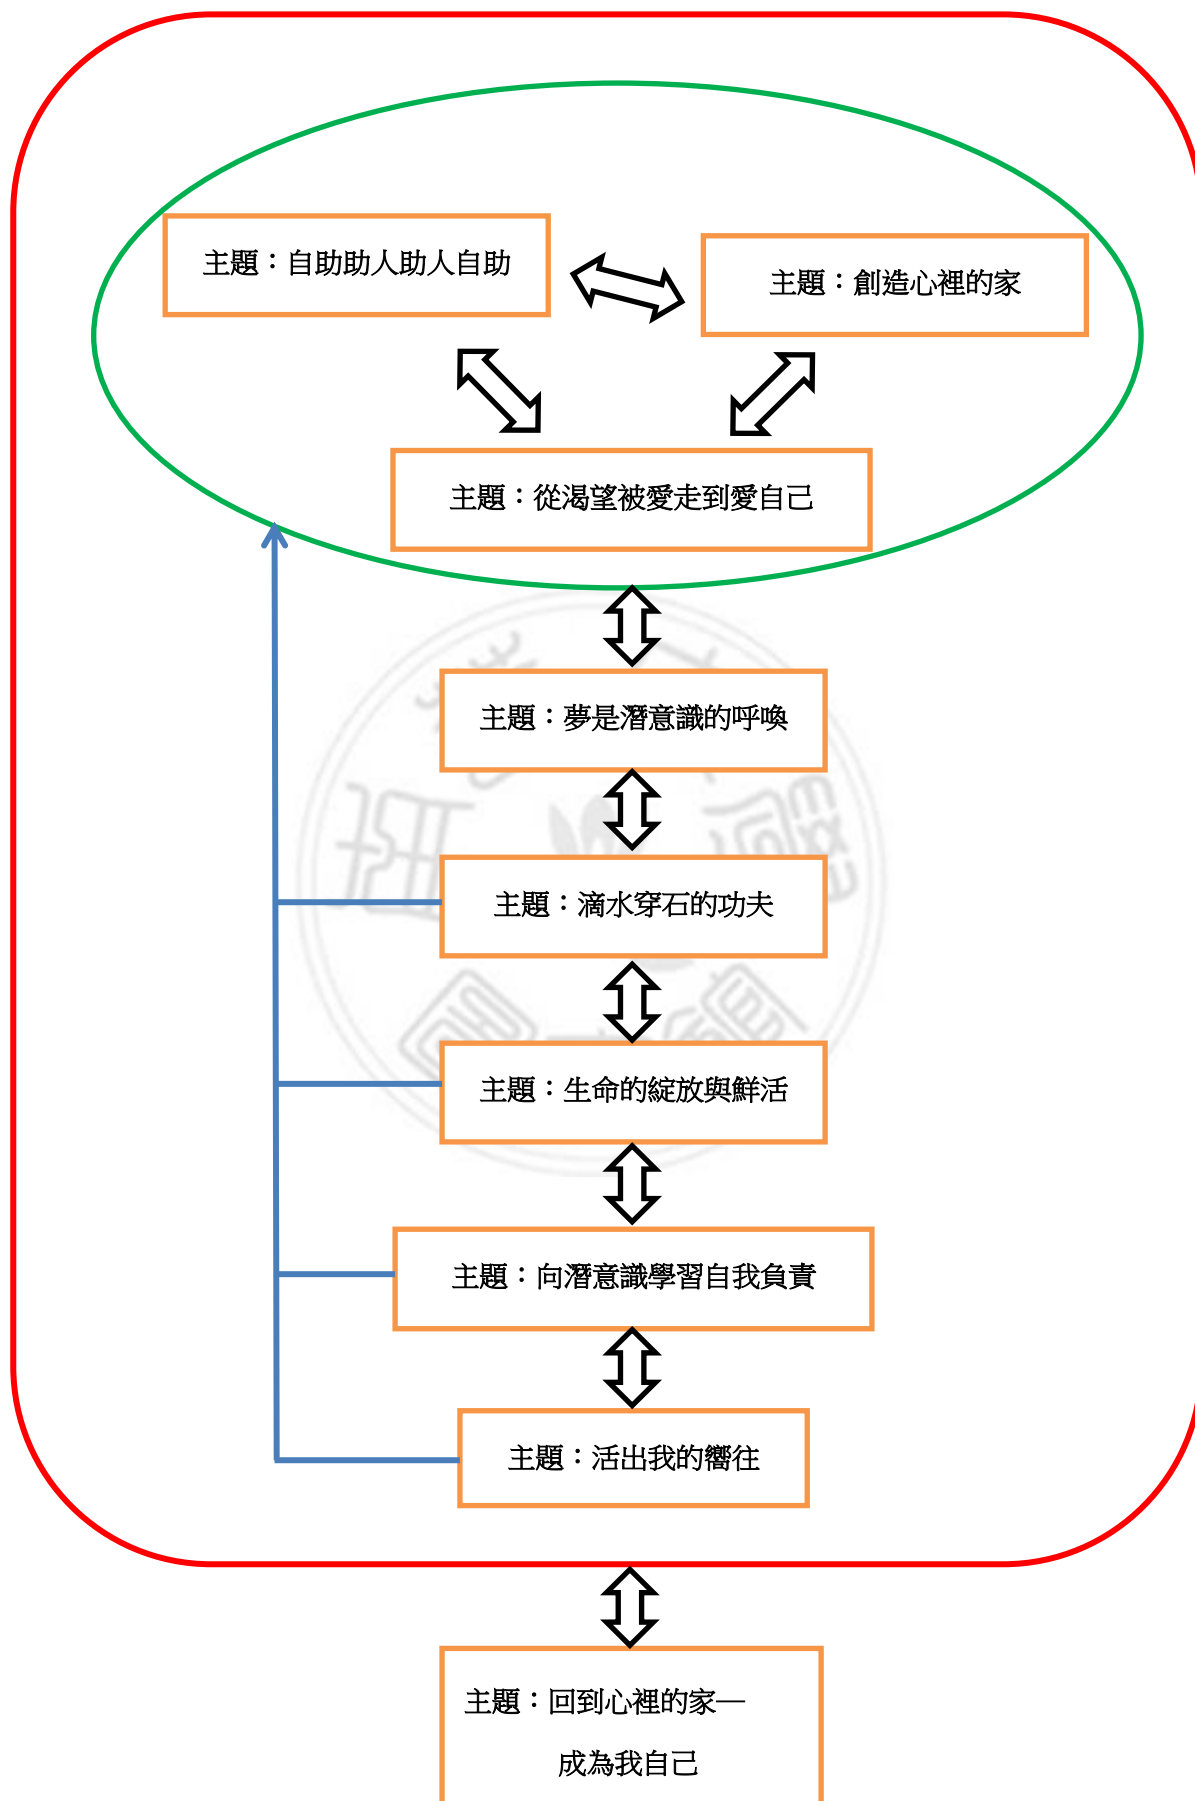 主題：自助助人助人自助
主題：創造心裡的家
主題：從渴望被愛走到愛自己
主題：夢是潛意識的呼喚
主題：滴水穿石的功夫
主題：生命的綻放與鮮活
主題：向潛意識學習自我負責
主題：活出我的嚮往
主題：回到心裡的家—
成為我自己